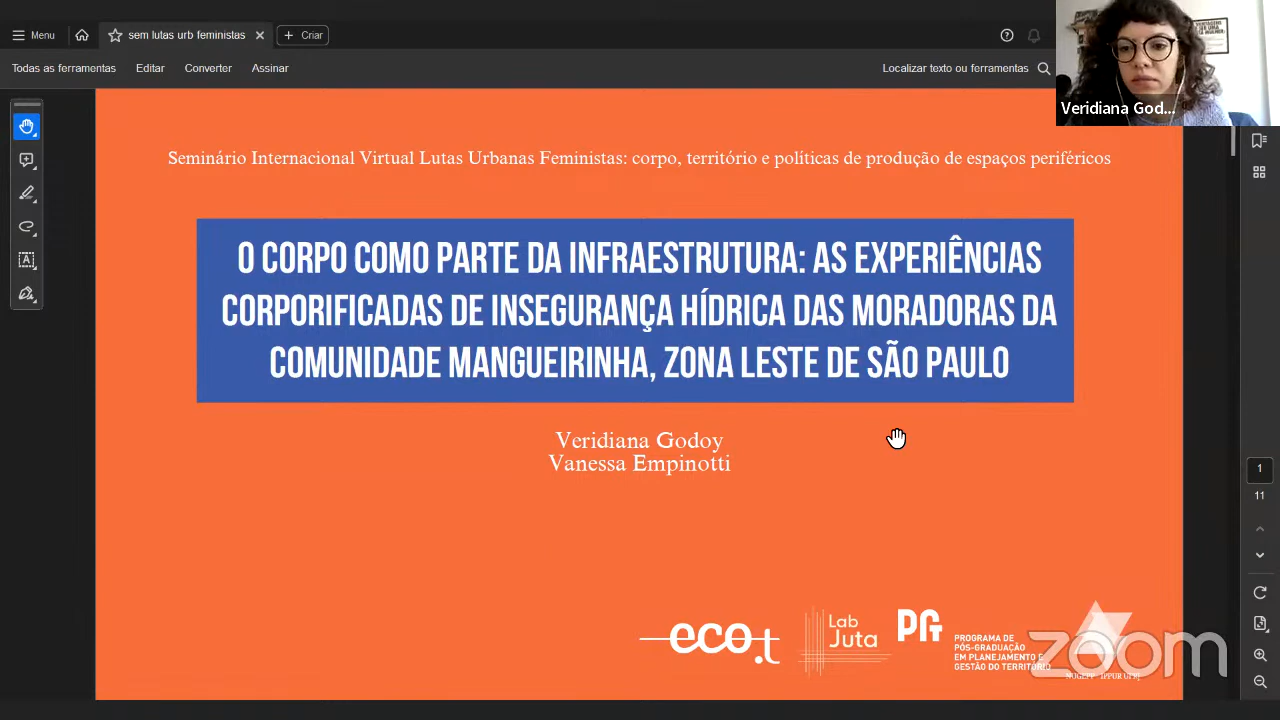 Menu
sem lutas urb feministas
Criar
Todas as ferramentas
Editar
Converter
Assinar
Localizar texto ou ferramentas
Veridiana God...
Seminário Internacional Virtual Lutas Urbanas Feministas: corpo, território e políticas de produção de espaços periféricos
O CORPO COMO PARTE DA INFRAESTRUTURA: AS EXPERIÊNCIAS
CORPORIFICADAS DE INSEGURANÇA HÍDRICA DAS MORADORAS DA
COMUNIDADE MANGUEIRINHA, ZONA LESTE DE SÃO PAULO
Veridiana Godoy
Vanessa Empinotti
1
11
eco.t
Lab
Juta
PGT
PROGRAMA DE
PÓS-GRADUAÇÃO
EM PLANEJAMENTO E
GESTÃO DO TERRITÓRIO
zoom